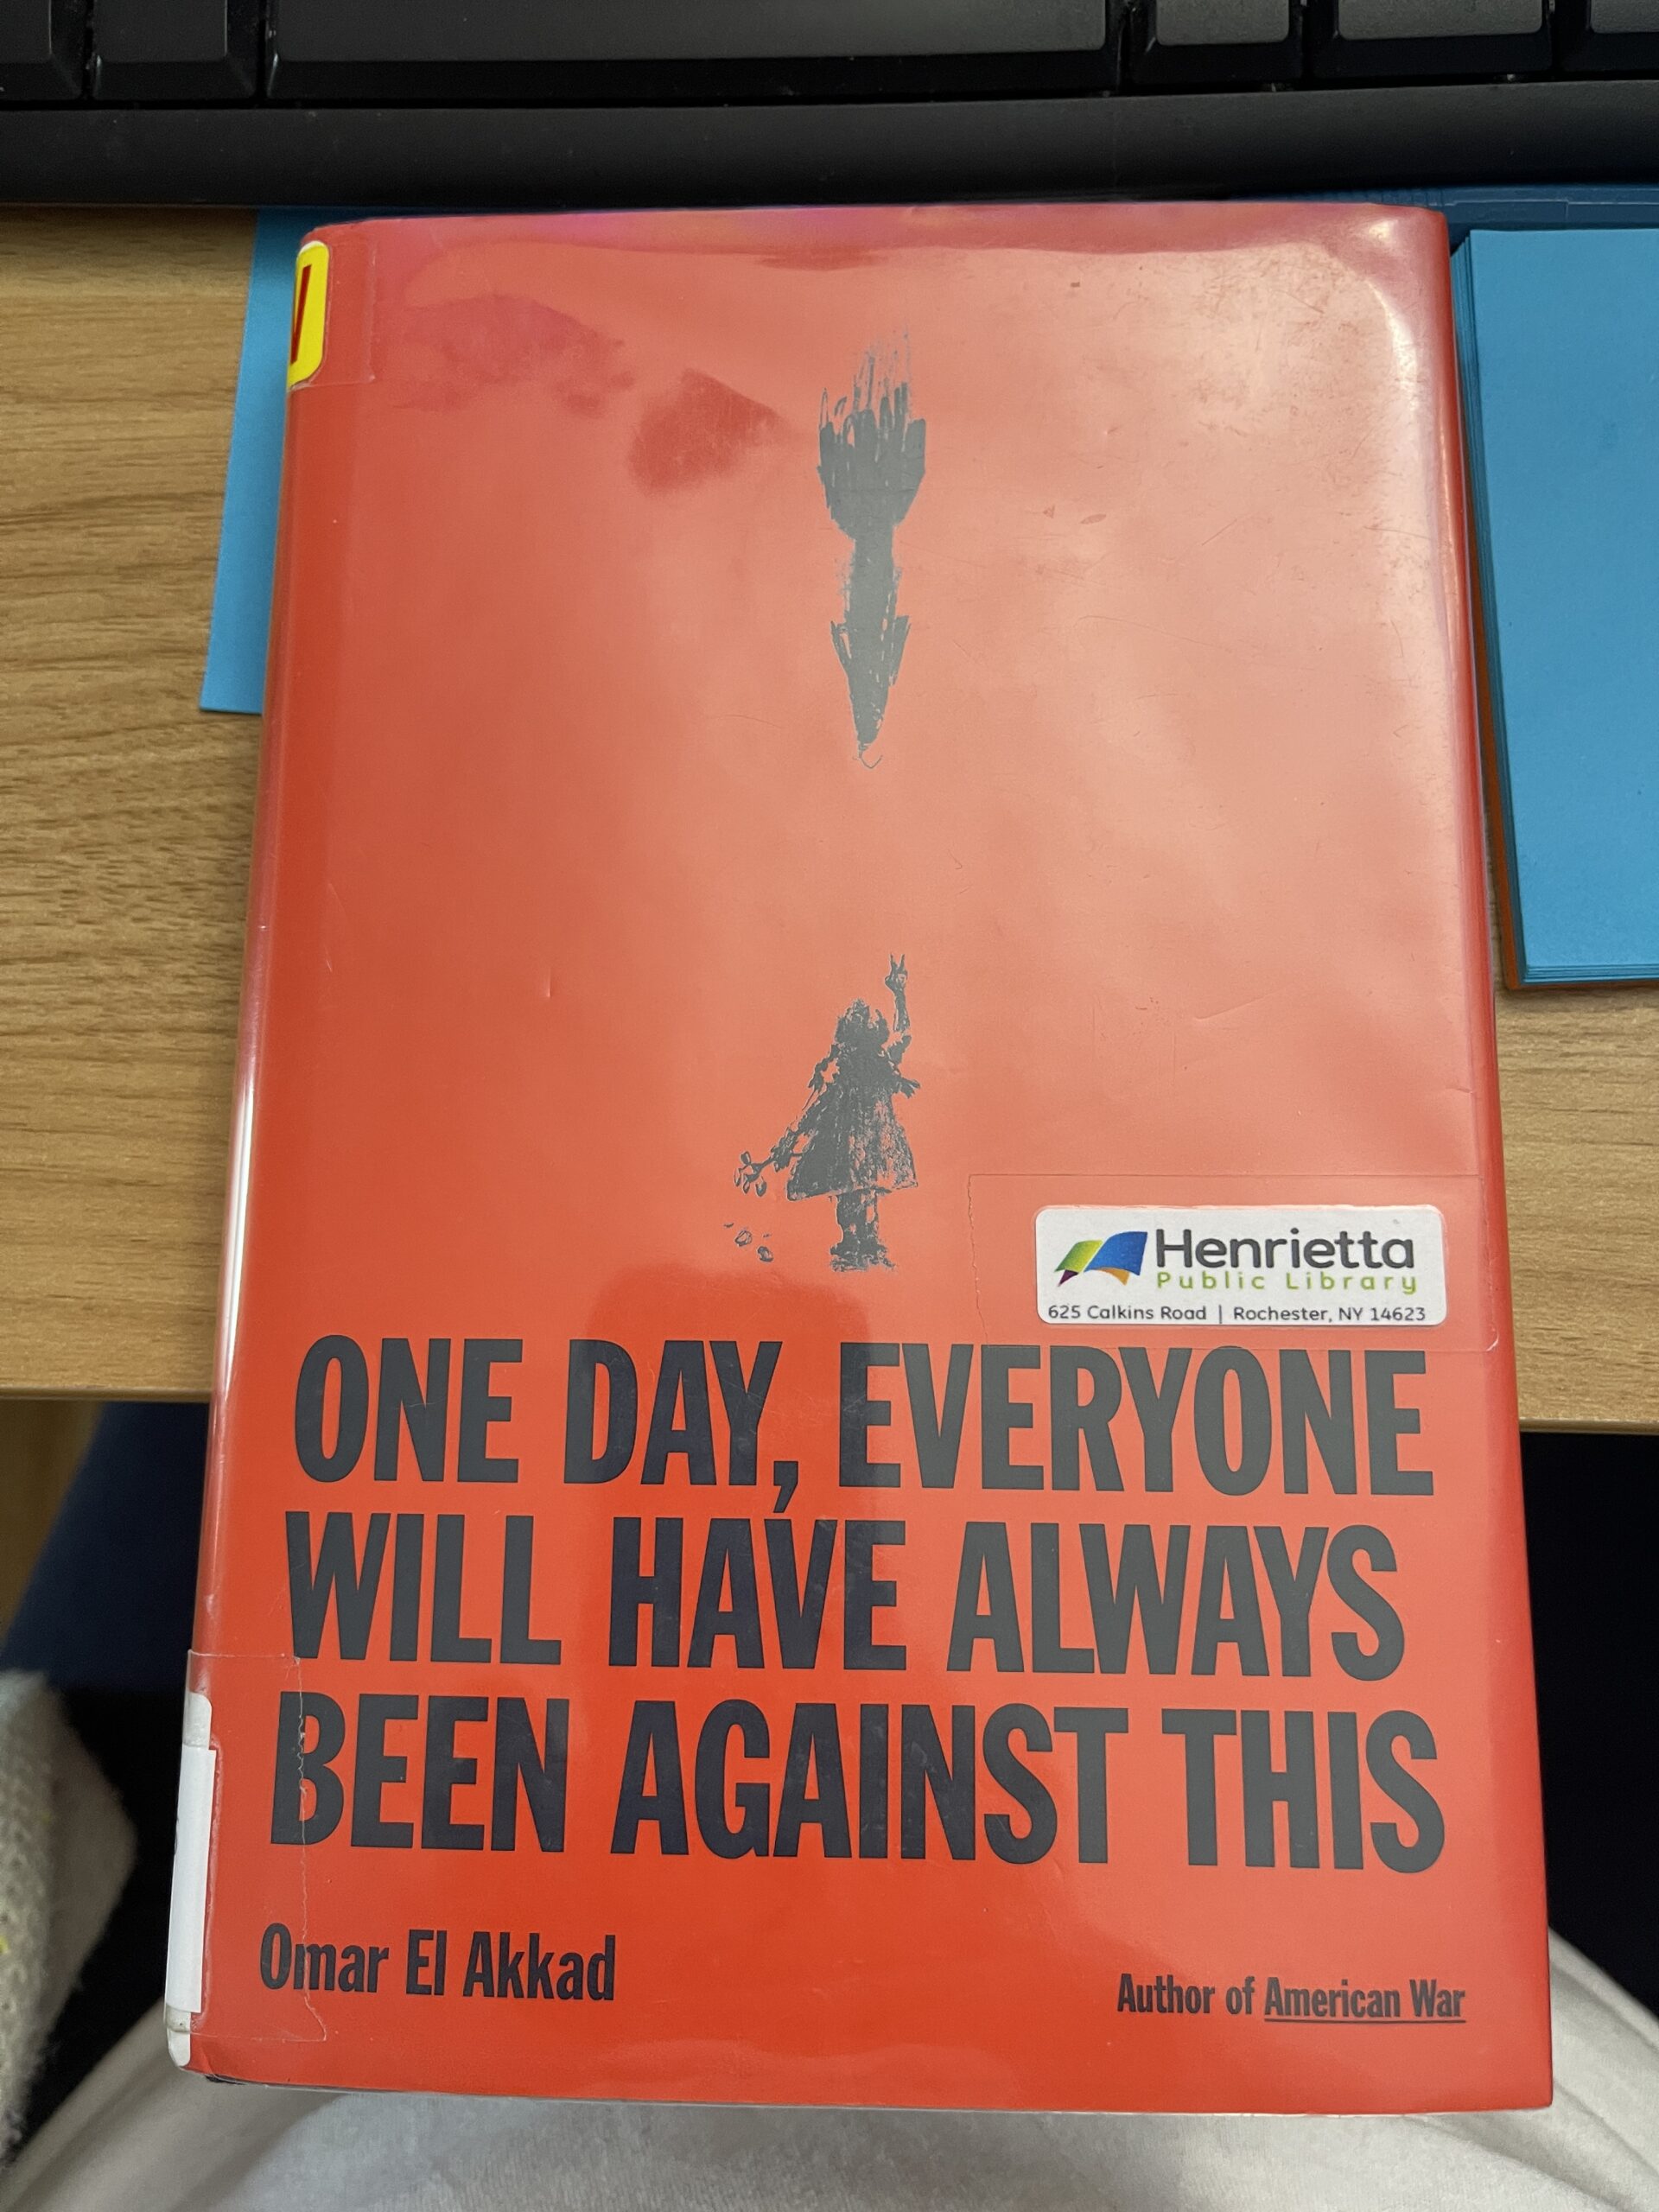 Henrietta
Public Library
625 Calkins Road | Rochester, NY 14623
ONE DAY, EVERYONE
WILL HAVE ALWAYS
BEEN AGAINST THIS
Omar El Akkad
Author of American War